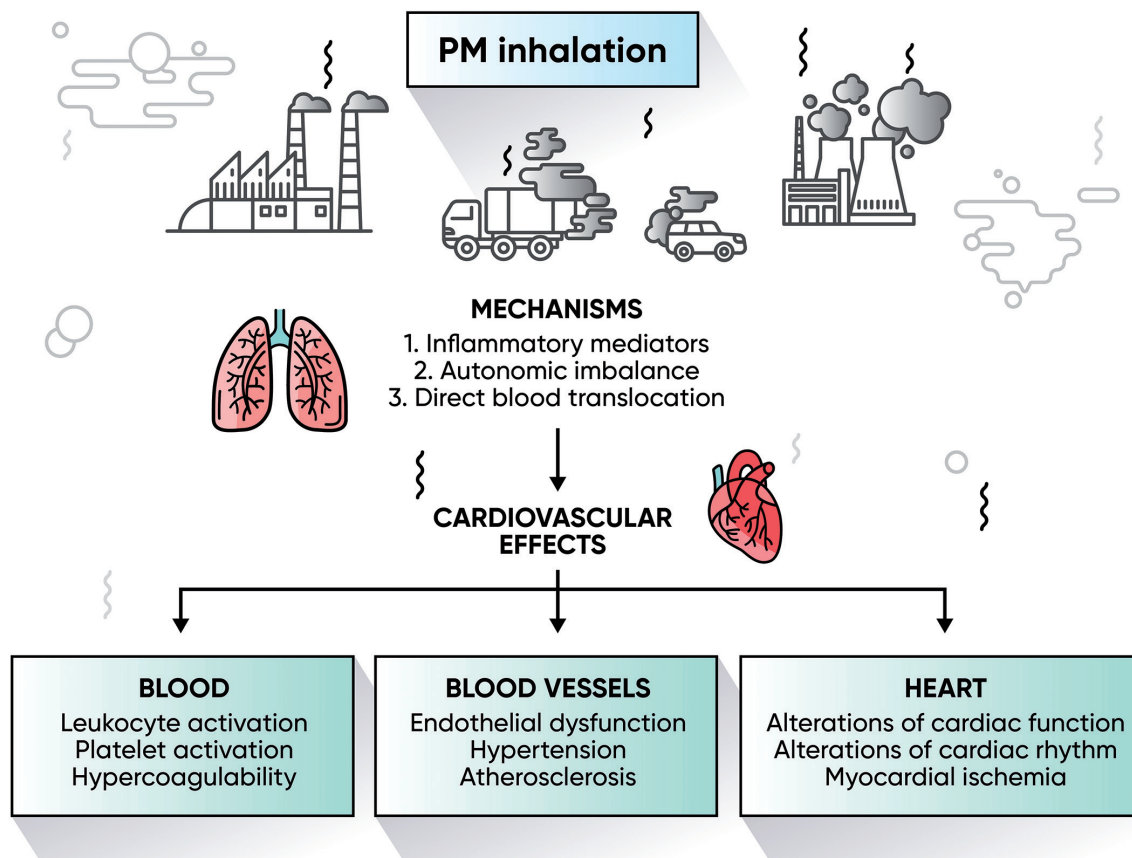 PM inhalation
MECHANISMS
1. Inflammatory mediators
2. Autonomic imbalance
3. Direct blood translocation
CARDIOVASCULAR
EFFECTS
BLOOD
Leukocyte activation
Platelet activation
Hypercoagulability
BLOOD VESSELS
Endothelial dysfunction
Hypertension
Atherosclerosis
HEART
Alterations of cardiac function
Alterations of cardiac rhythm
Myocardial ischemia